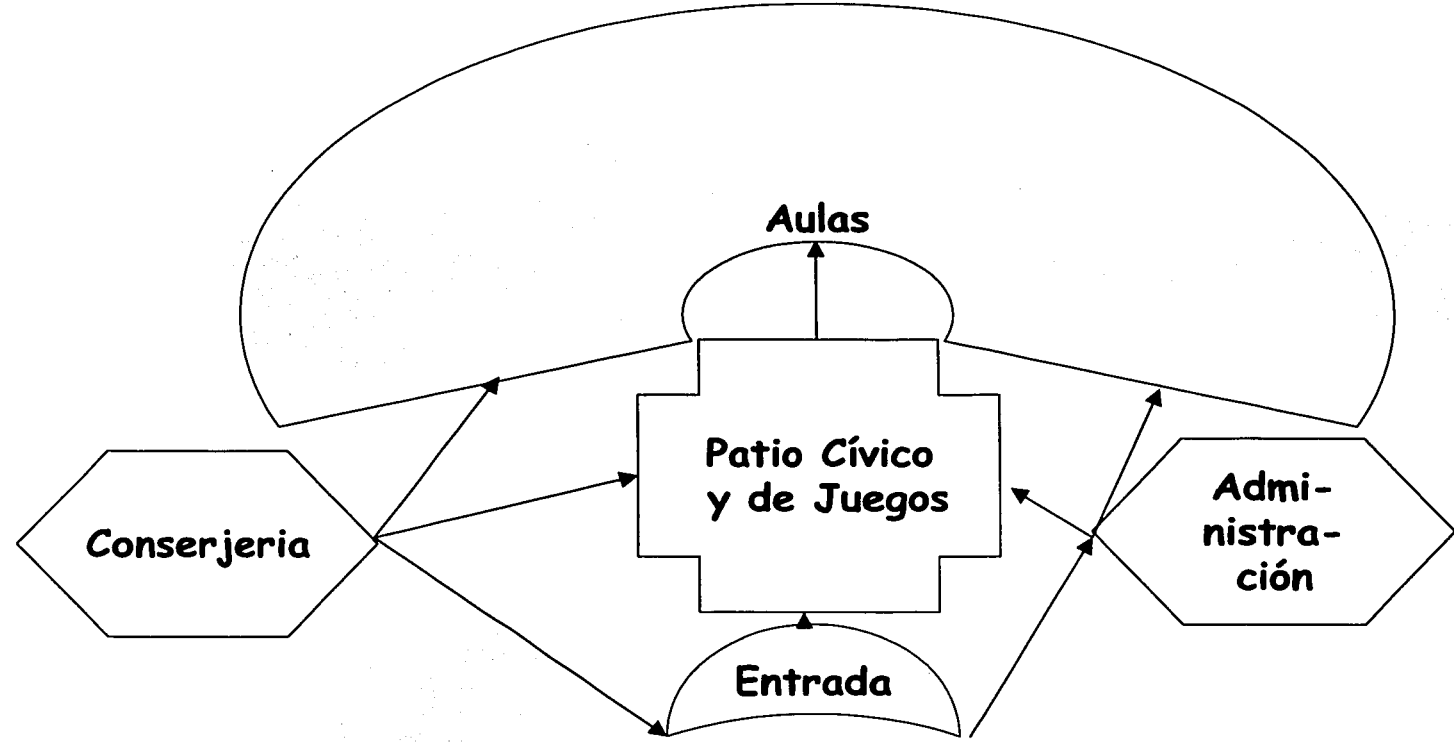 Aulas
Patio Cívico
y de Juegos
Conserjeria
Admi-
nistra-
ción
Entrada